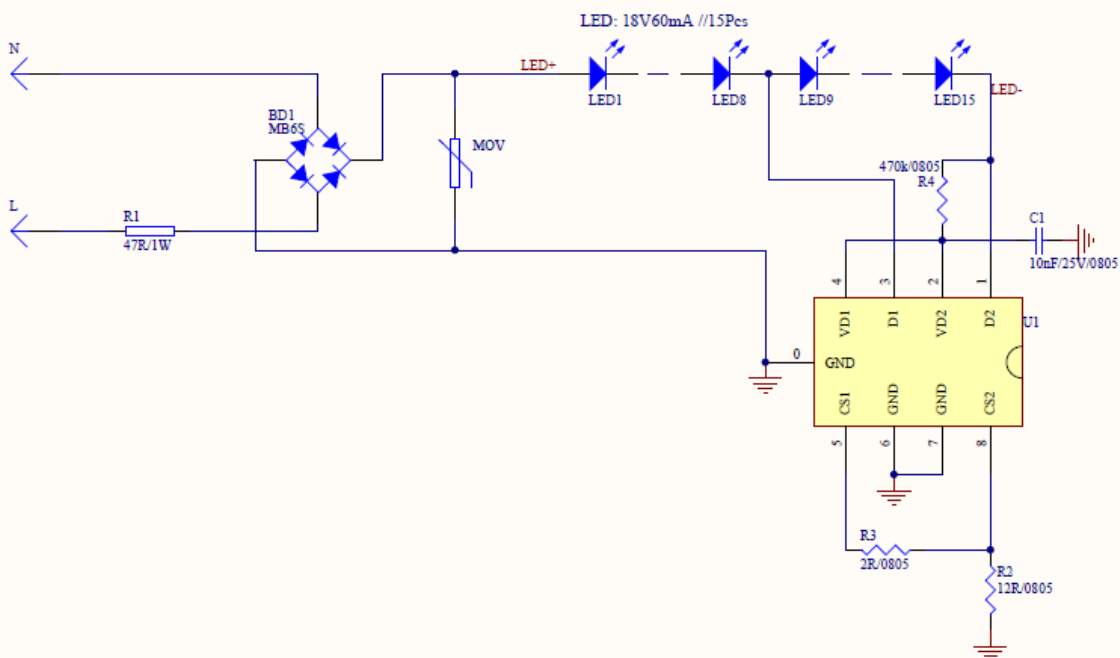 LED: 18V60mA //15Pcs
N
LED+
LED1
LED8
LED9
LED15
LED-
BD1
MB6S
MOV
470k/0805
R4
L
R1
47R/1W
C1
10nF/25V/0805
4
3
2
1
VD1
D1
VD2
D2
U1
0
GND
CS1
GND
GND
CS2
5
6
7
8
R3
2R/0805
R2
12R/0805